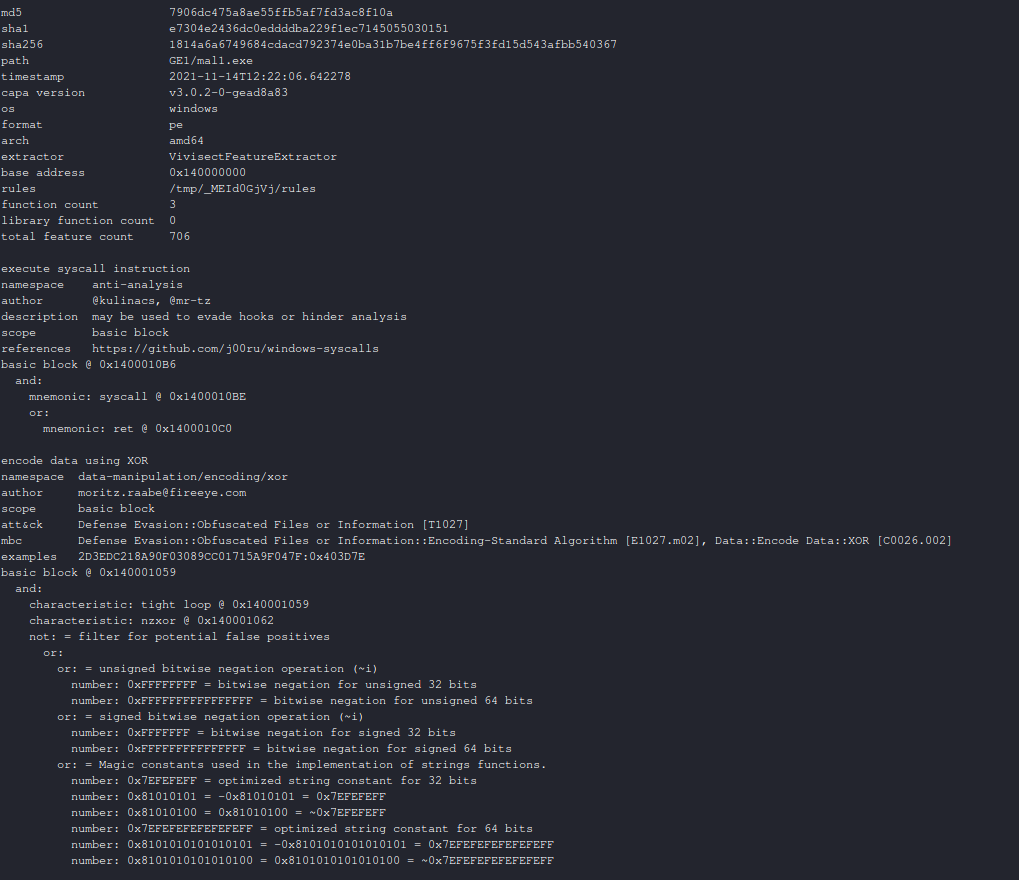 md5                     7906dc475a8ae55ffb5af7fd3ac8f10a
sha1                    e7304e2436dc0eddddba229f1ec7145055030151
sha256                  1814a6a6749684cdacd792374e0ba31b7be4ff6f9675f3fd15d543afbb540367
path                    GE1/mal1.exe
timestamp               2021-11-14T12:22:06.642278
capa version            v3.0.2-0-gead8a83
os                      windows
format                  pe
arch                    amd64
extractor               VivisectFeatureExtractor
base address            0x140000000
rules                   /tmp/_MEId0GjVj/rules
function count          3
library function count  0
total feature count     706

execute syscall instruction
namespace    anti-analysis
author       @kulinacs, @mr-tz
description  may be used to evade hooks or hinder analysis
scope        basic block
references   https://github.com/j00ru/windows-syscalls
basic block @ 0x1400010B6
  and:
    mnemonic: syscall @ 0x1400010BE
    or:
      mnemonic: ret @ 0x1400010C0

encode data using XOR
namespace  data-manipulation/encoding/xor
author     moritz.raabe@fireeye.com
scope      basic block
att&ck     Defense Evasion::Obfuscated Files or Information [T1027]
mbc        Defense Evasion::Obfuscated Files or Information::Encoding-Standard Algorithm [E1027.m02], Data::Encode Data::XOR [C0026.002]
examples   2D3EDC218A90F03089CC01715A9F047F:0x403D7E
basic block @ 0x140001059
  and:
    characteristic: tight loop @ 0x140001059
    characteristic: nzxor @ 0x140001062
    not: = filter for potential false positives
      or:
        or: = unsigned bitwise negation operation (~i)
          number: 0xFFFFFFFF = bitwise negation for unsigned 32 bits
          number: 0xFFFFFFFFFFFFFFFF = bitwise negation for unsigned 64 bits
        or: = signed bitwise negation operation (~i)
          number: 0xFFFFFFF = bitwise negation for signed 32 bits
          number: 0xFFFFFFFFFFFFFFF = bitwise negation for signed 64 bits
        or: = Magic constants used in the implementation of strings functions.
          number: 0x7EFEFEFF = optimized string constant for 32 bits
          number: 0x81010101 = -0x81010101 = 0x7EFEFEFF
          number: 0x81010100 = 0x81010100 = ~0x7EFEFEFF
          number: 0x7EFEFEFEFEFEFEFF = optimized string constant for 64 bits
          number: 0x8101010101010101 = -0x8101010101010101 = 0x7EFEFEFEFEFEFEFF
          number: 0x8101010101010100 = 0x8101010101010100 = ~0x7EFEFEFEFEFEFEFF